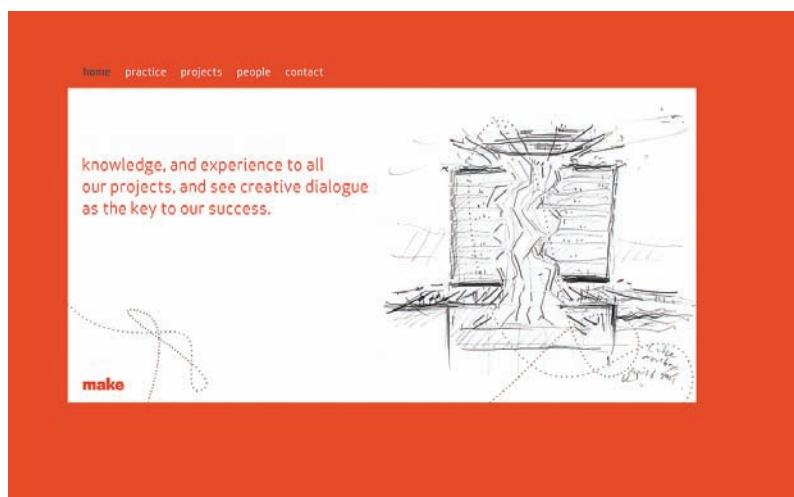 home practice projects people contact
knowledge, and experience to all
our projects, and see creative dialogue
as the key to our success.
make